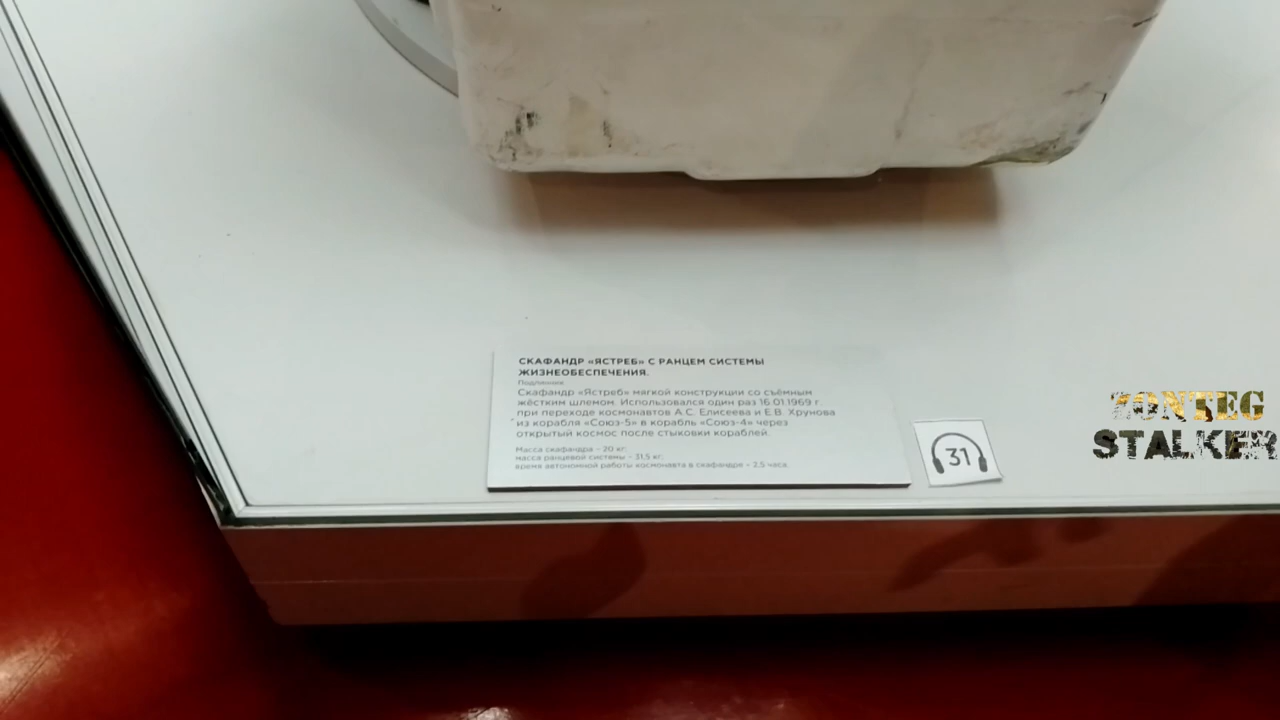 СКАФАНДР «ЯСТРЕБ» С РАНЦЕМ СИСТЕМЫ
ЖИЗНЕОБЕСПЕЧЕНИЯ.
Подлинник
Скафандр «Ястреб» мягкой конструкции со съёмным
жёстким шлемом. Использовался один раз 16.01.1969 г.
при переходе космонавтов А.С. Елисеева и Е.В. Хрунова
из корабля «Союз-5» в корабль «Союз-4» через
открытый космос после стыковки кораблей.
Масса скафандра – 20 кг;
масса ранцевой системы – 31,5 кг;
время автономной работы космонавта в скафандре – 2,5 часа.
31
ZONTEG
STALKER